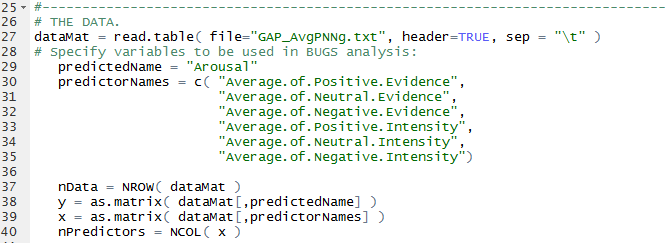 25 #------------------------------------------------------------------------------
26 # THE DATA.
27 dataMat = read.table( file="GAP_AvgPNNg.txt", header=TRUE, sep = "\t" )
28 # Specify variables to be used in BUGS analysis:
29 predictedName = "Arousal"
30 predictorNames = c( "Average.of.Positive.Evidence",
31 "Average.of.Neutral.Evidence",
32 "Average.of.Negative.Evidence",
33 "Average.of.Positive.Intensity",
34 "Average.of.Neutral.Intensity",
35 "Average.of.Negative.Intensity")
36
37 nData = NROW( dataMat )
38 y = as.matrix( dataMat[,predictedName] )
39 x = as.matrix( dataMat[,predictorNames] )
40 nPredictors = NCOL( x )